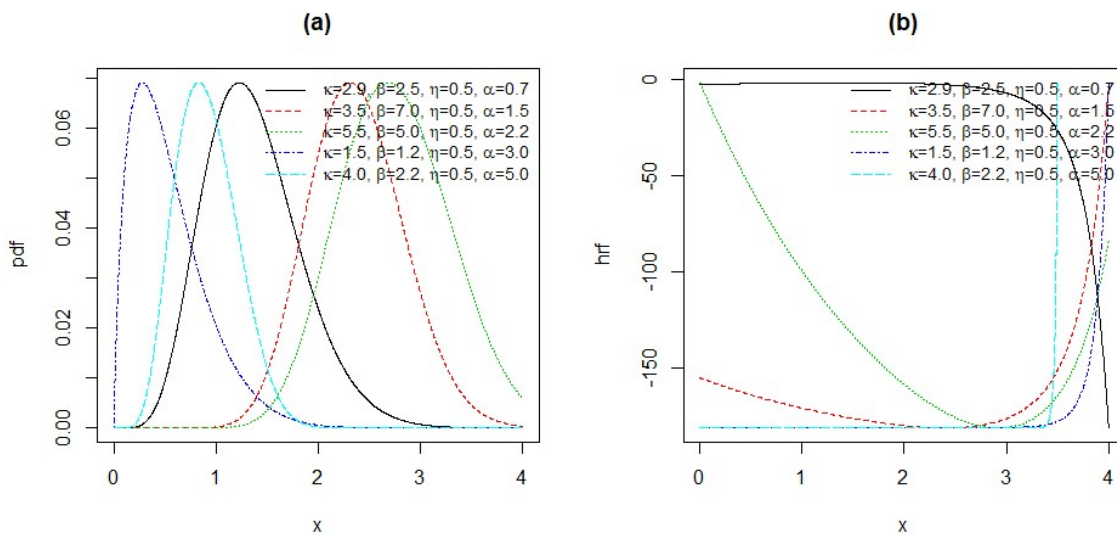 (a)
κ=2.9, β=2.5, η=0.5, α=0.7
κ=3.5, β=7.0, η=0.5, α=1.5
κ=5.5, β=5.0, η=0.5, α=2.2
κ=1.5, β=1.2, η=0.5, α=3.0
κ=4.0, β=2.2, η=0.5, α=5.0
pdf
0.06
0.04
0.02
0.00
0 1 2 3 4
x
(b)
κ=2.9, β=2.5, η=0.5, α=0.7
κ=3.5, β=7.0, η=0.5, α=1.5
κ=5.5, β=5.0, η=0.5, α=2.2
κ=1.5, β=1.2, η=0.5, α=3.0
κ=4.0, β=2.2, η=0.5, α=5.0
hrf
0
-50
-100
-150
0 1 2 3 4
x